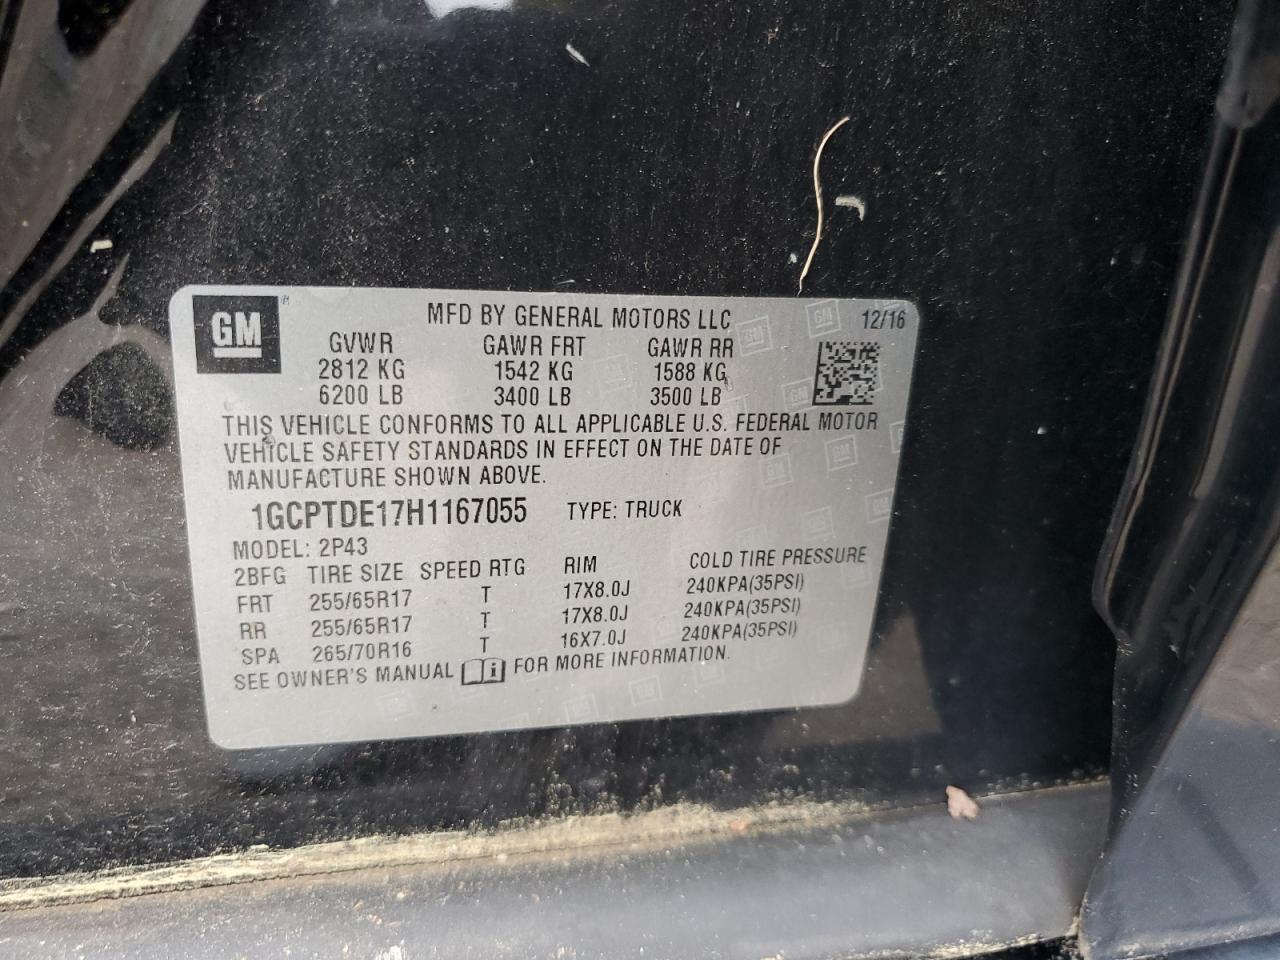 GM ®
MFD BY GENERAL MOTORS LLC 12/16
GVWR GAWR FRT GAWR RR
2812 KG 1542 KG 1588 KG
6200 LB 3400 LB 3500 LB
THIS VEHICLE CONFORMS TO ALL APPLICABLE U.S. FEDERAL MOTOR
VEHICLE SAFETY STANDARDS IN EFFECT ON THE DATE OF
MANUFACTURE SHOWN ABOVE.
1GCPTDE17H1167055 TYPE: TRUCK
MODEL: 2P43
2BFG TIRE SIZE SPEED RTG RIM COLD TIRE PRESSURE
FRT 255/65R17 T 17X8.0J 240KPA(35PSI)
RR 255/65R17 T 17X8.0J 240KPA(35PSI)
SPA 265/70R16 T 16X7.0J 240KPA(35PSI)
SEE OWNER'S MANUAL i FOR MORE INFORMATION.